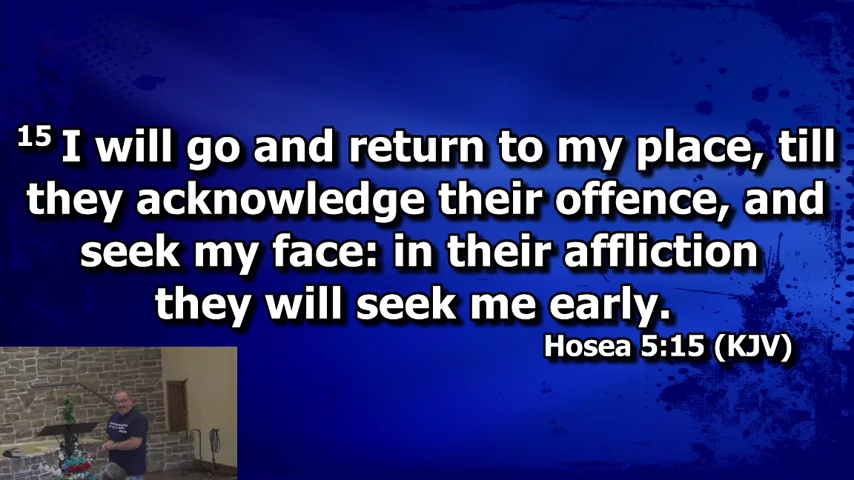 15 I will go and return to my place, till
they acknowledge their offence, and
seek my face: in their affliction
they will seek me early.
Hosea 5:15 (KJV)